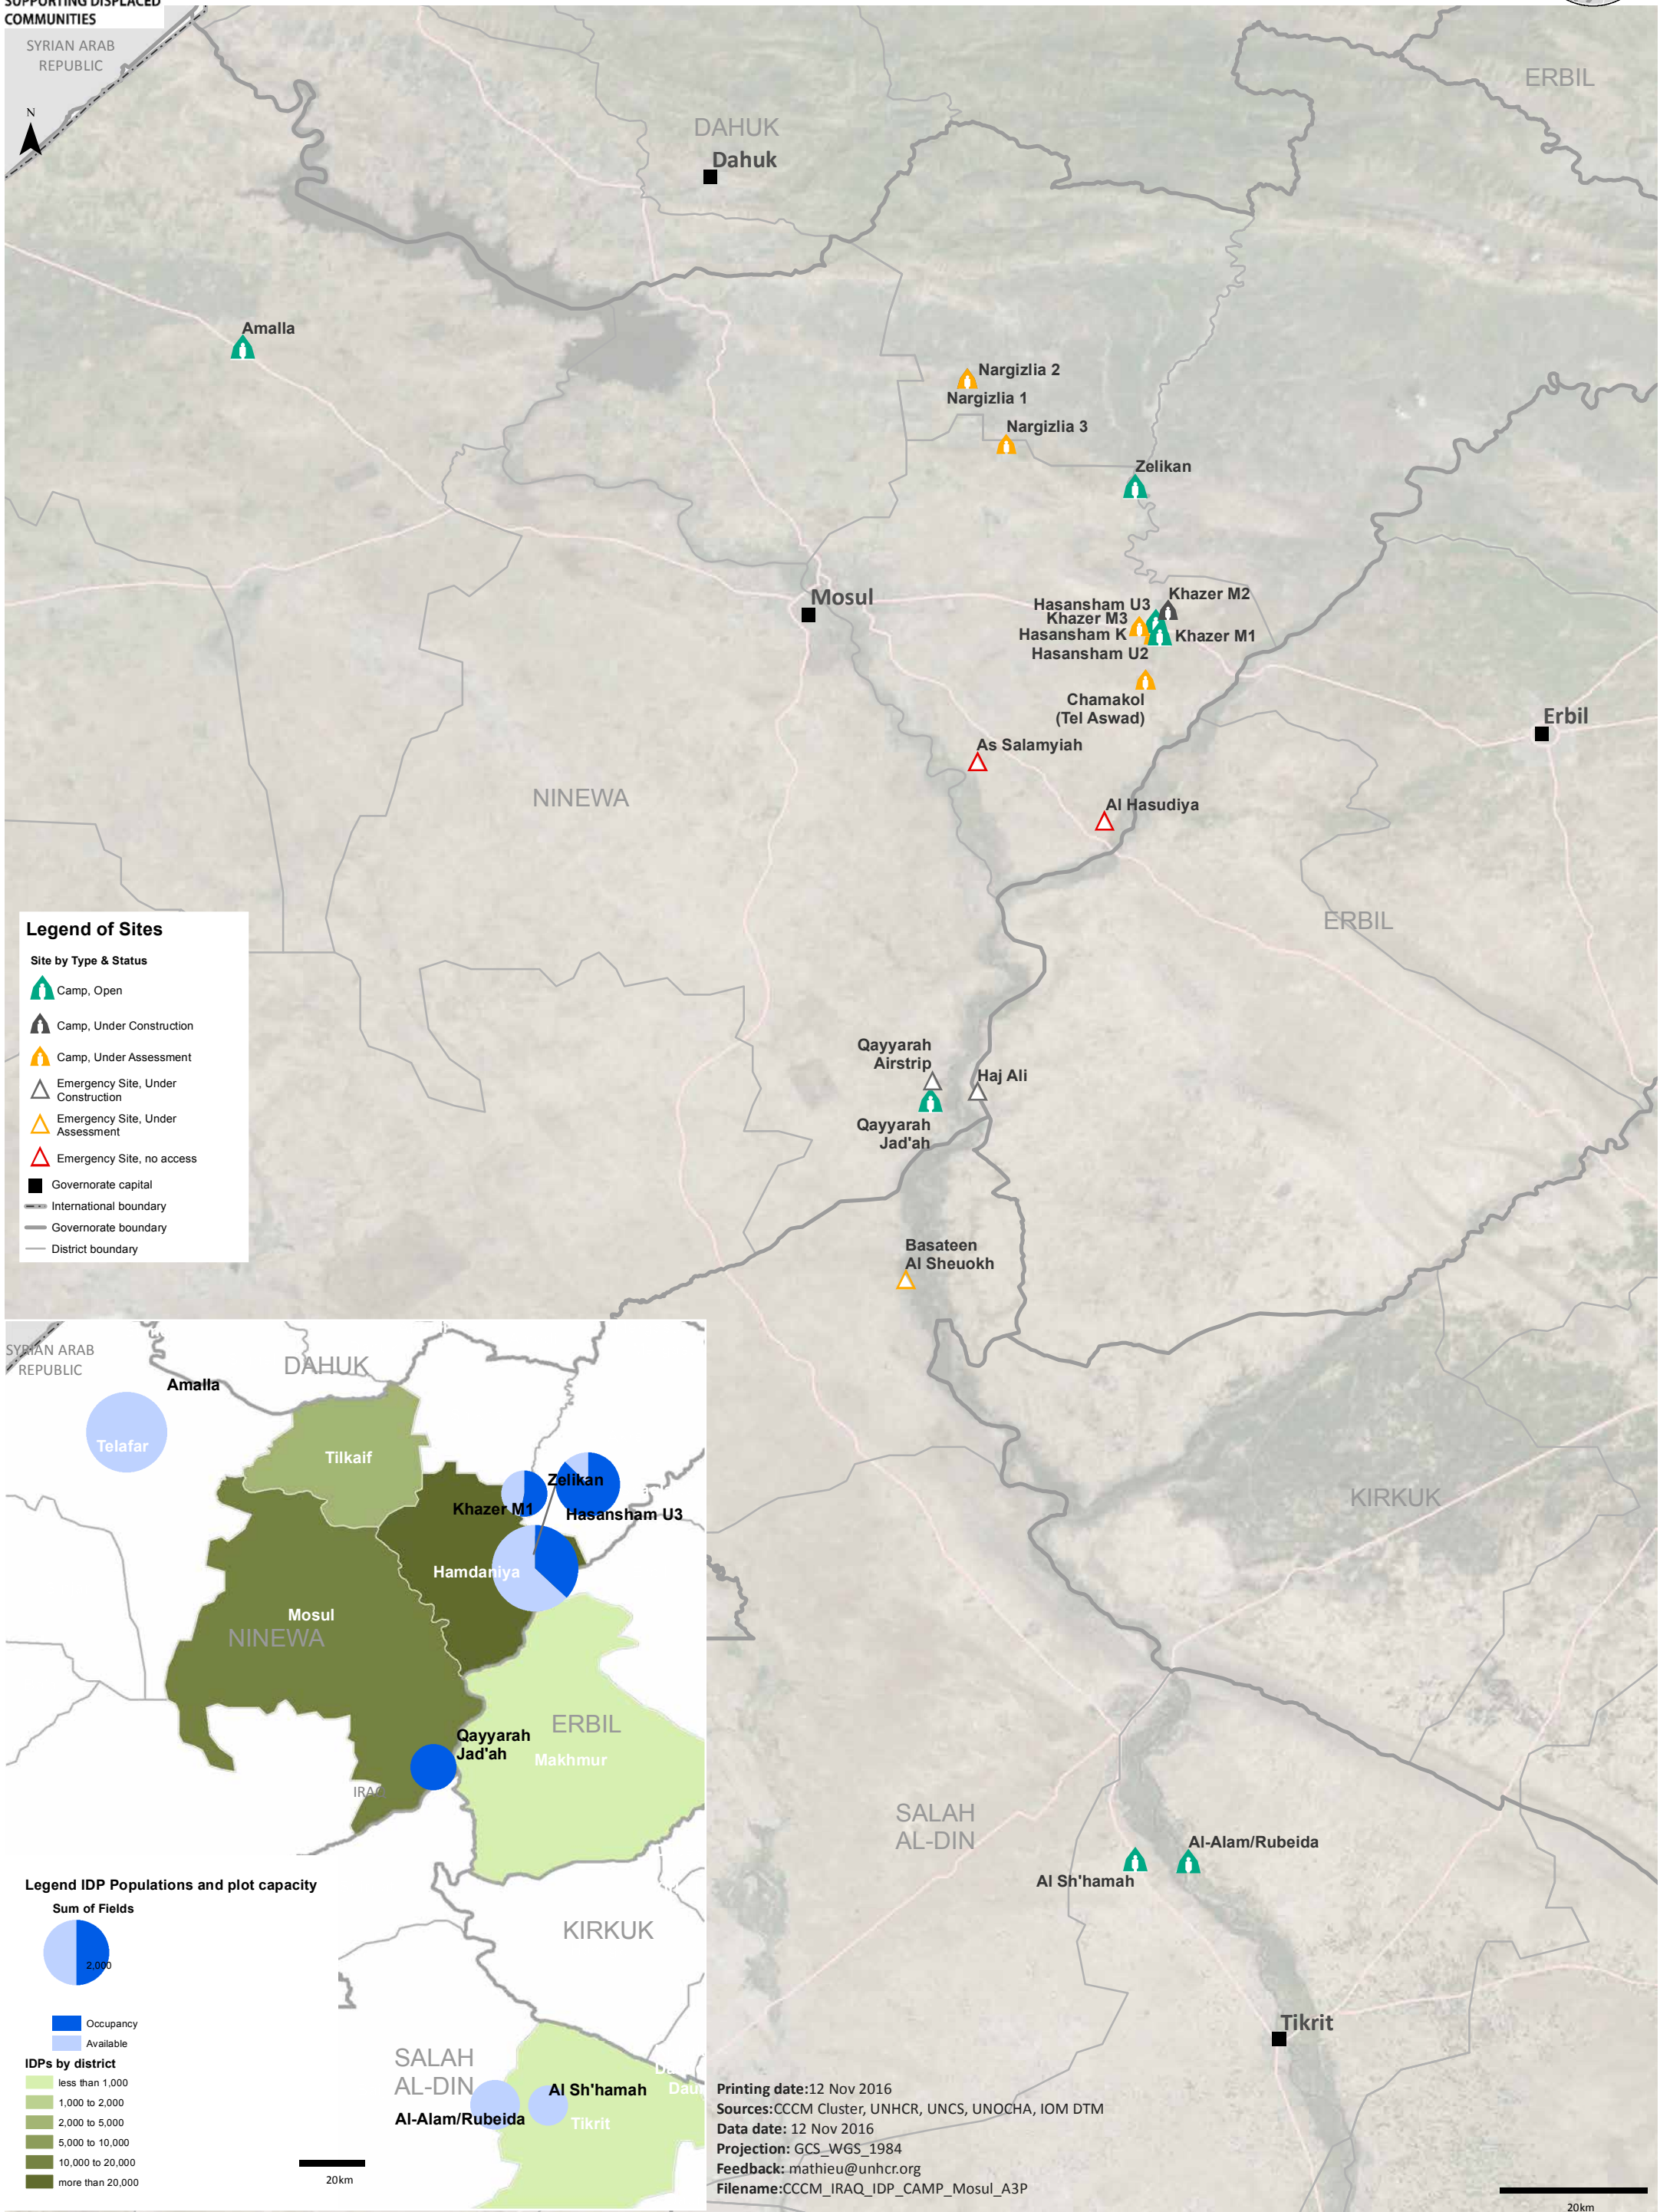 SUPPORTING DISPLACED
COMMUNITIES
SYRIAN ARAB
REPUBLIC
N
ERBIL
DAHUK
Dahuk
Amalla
Nargizlia 2
Nargizlia 1
Nargizlia 3
Zelikan
Mosul
Khazer M2
Hasansham U3
Khazer M3
Hasansham K
Khazer M1
Hasansham U2
Chamakol
(Tel Aswad)
Erbil
As Salamyiah
Al Hasudiya
NINEWA
ERBIL
Legend of Sites
Site by Type & Status
Camp, Open
Camp, Under Construction
Camp, Under Assessment
Emergency Site, Under
Construction
Emergency Site, Under
Assessment
Emergency Site, no access
Governorate capital
International boundary
Governorate boundary
District boundary
Qayyarah
Airstrip
Haj Ali
Qayyarah
Jad'ah
Basateen
Al Sheuokh
KIRKUK
SALAH
AL-DIN
Al-Alam/Rubeida
Al Sh'hamah
Tikrit
SYRIAN ARAB
REPUBLIC
DAHUK
Amalla
Telafar
Tilkaif
Zelikan
Khazer M1
Hasansham U3
Hamdaniya
Mosul
NINEWA
ERBIL
Qayyarah
Jad'ah
Makhmur
KIRKUK
SALAH
AL-DIN
Al Sh'hamah
Al-Alam/Rubeida
Tikrit
Legend IDP Populations and plot capacity
Sum of Fields
2,000
Occupancy
Available
IDPs by district
less than 1,000
1,000 to 2,000
2,000 to 5,000
5,000 to 10,000
10,000 to 20,000
more than 20,000
20km
Printing date:12 Nov 2016
Sources:CCCM Cluster, UNHCR, UNCS, UNOCHA, IOM DTM
Data date: 12 Nov 2016
Projection: GCS_WGS_1984
Feedback: mathieu@unhcr.org
Filename:CCCM_IRAQ_IDP_CAMP_Mosul_A3P
20km